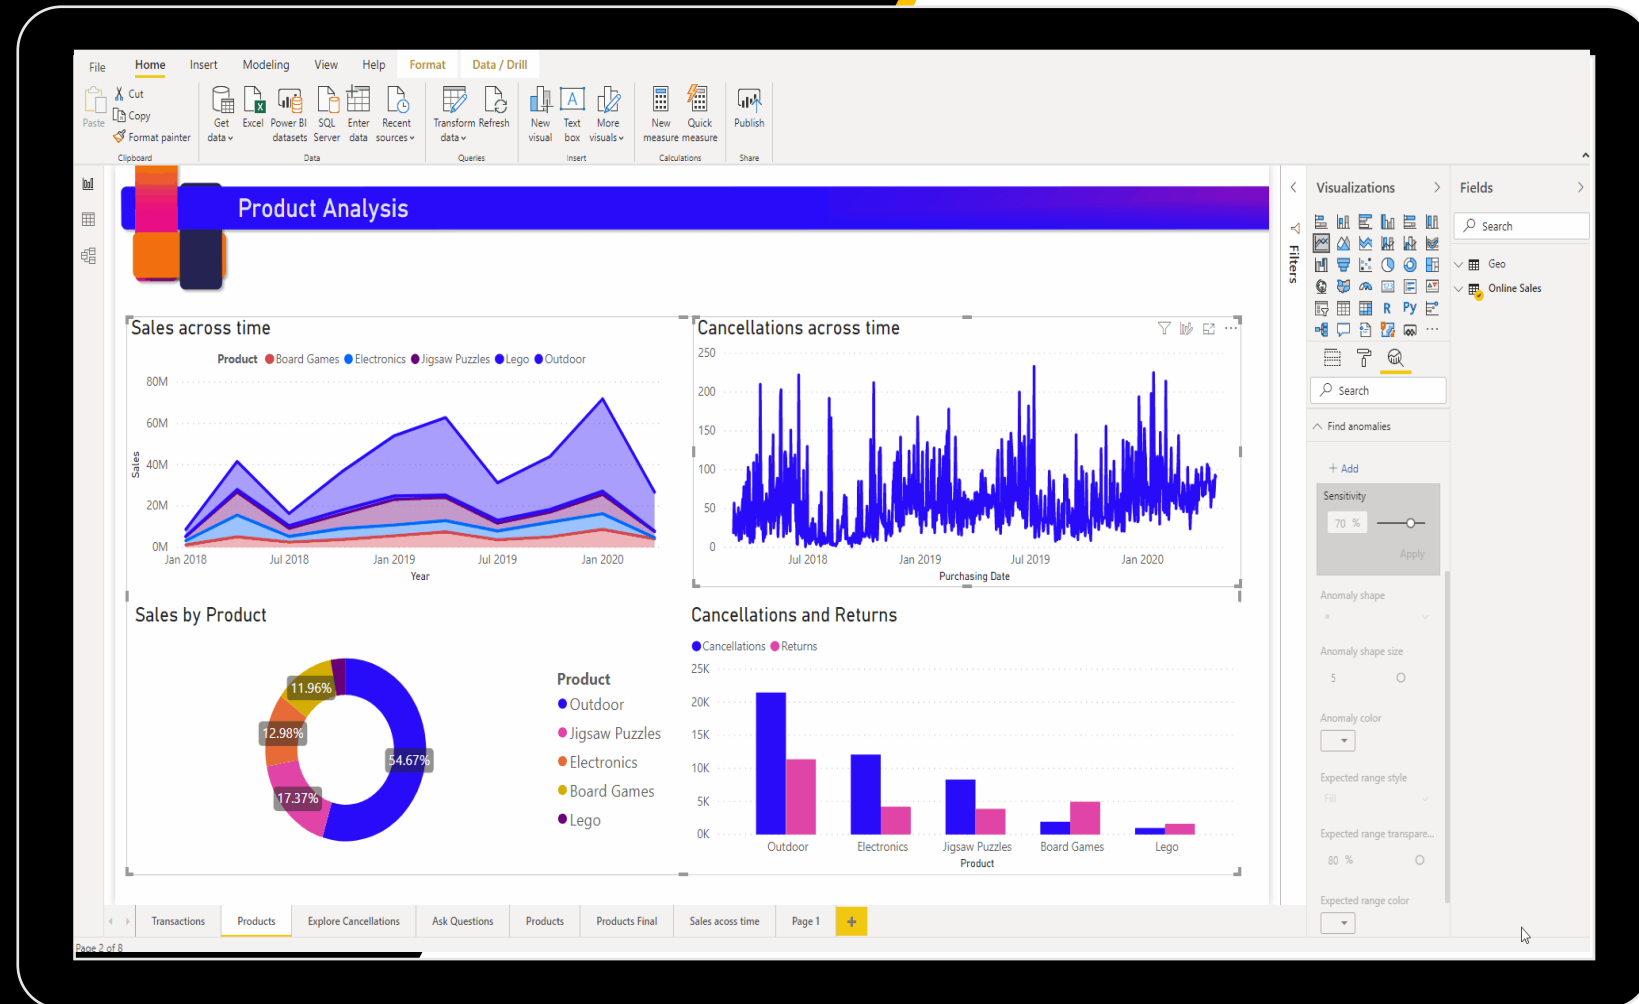 File Home Insert Modeling View Help Format Data / Drill
Paste
Cut
Copy
Format painter
Clipboard
Get data
Excel
Power BI datasets
SQL Server
Enter data
Recent sources
Data
Transform data
Refresh
Queries
New visual
Text box
More visuals
Insert
New measure
Quick measure
Calculations
Publish
Share
Product Analysis
Sales across time
Product Board Games Electronics Jigsaw Puzzles Lego Outdoor
Sales
80M
60M
40M
20M
0M
Jan 2018 Jul 2018 Jan 2019 Jul 2019 Jan 2020
Year
Cancellations across time
250
200
150
100
50
0
Jul 2018 Jan 2019 Jul 2019 Jan 2020
Purchasing Date
Sales by Product
11.96%
12.98%
54.67%
17.37%
Product
Outdoor
Jigsaw Puzzles
Electronics
Board Games
Lego
Cancellations and Returns
Cancellations Returns
25K
20K
15K
10K
5K
0K
Outdoor Electronics Jigsaw Puzzles Board Games Lego
Product
Filters
Visualizations
R Py
Search
Find anomalies
+ Add
Sensitivity
70 %
Apply
Anomaly shape
Anomaly shape size
5
Anomaly color
Expected range style
Fill
Expected range transpare...
80 %
Expected range color
Fields
Search
Geo
Online Sales
Transactions Products Explore Cancellations Ask Questions Products Products Final Sales acoss time Page 1 +
Page 2 of 8